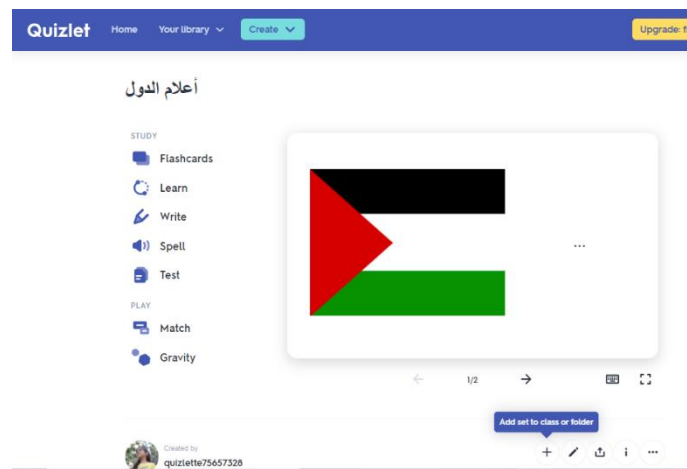 Quizlet Home Your library Create Upgrade: f
أعلام الدول
STUDY
Flashcards
Learn
Write
Spell
Test
...
PLAY
Match
Gravity
1/2
Add set to class or folder
Created by
quizlette75657328